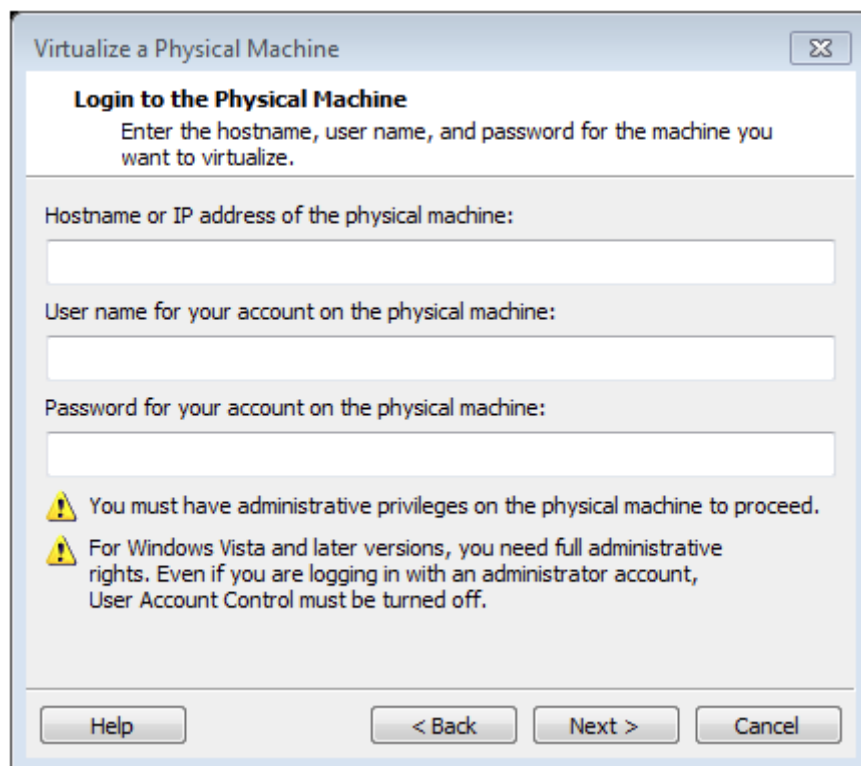 Virtualize a Physical Machine
Login to the Physical Machine
Enter the hostname, user name, and password for the machine you
want to virtualize.
Hostname or IP address of the physical machine:
User name for your account on the physical machine:
Password for your account on the physical machine:
You must have administrative privileges on the physical machine to proceed.
For Windows Vista and later versions, you need full administrative
rights. Even if you are logging in with an administrator account,
User Account Control must be turned off.
Help
< Back
Next >
Cancel